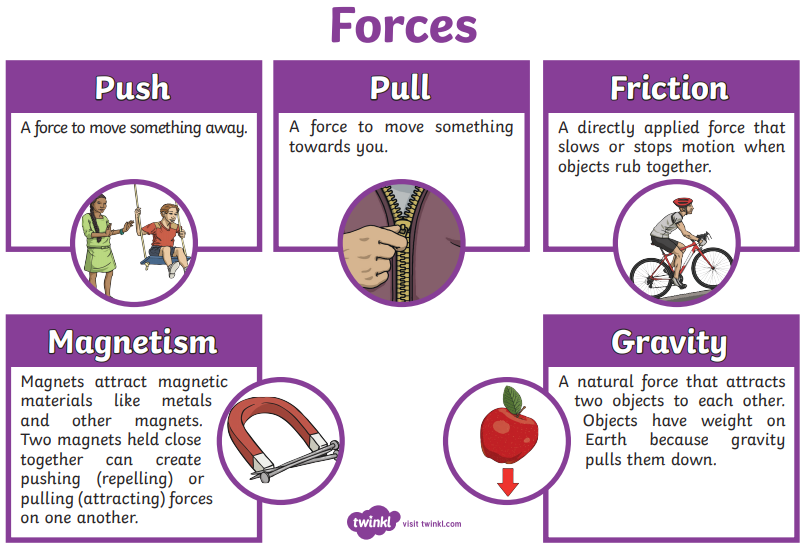 Forces
Push
A force to move something away.
Pull
A force to move something
towards you.
Friction
A directly applied force that
slows or stops motion when
objects rub together.
Magnetism
Magnets attract magnetic
materials like metals
and other magnets.
Two magnets held close
together can create
pushing (repelling) or
pulling (attracting) forces
on one another.
Gravity
A natural force that attracts
two objects to each other.
Objects have weight on
Earth because gravity
pulls them down.
twinkl visit twinkl.com